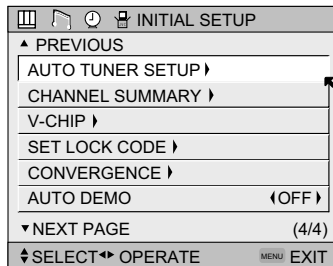 INITIAL SETUP
PREVIOUS
AUTO TUNER SETUP
CHANNEL SUMMARY
V-CHIP
SET LOCK CODE
CONVERGENCE
AUTO DEMO (OFF)
NEXT PAGE (4/4)
SELECT OPERATE MENU EXIT